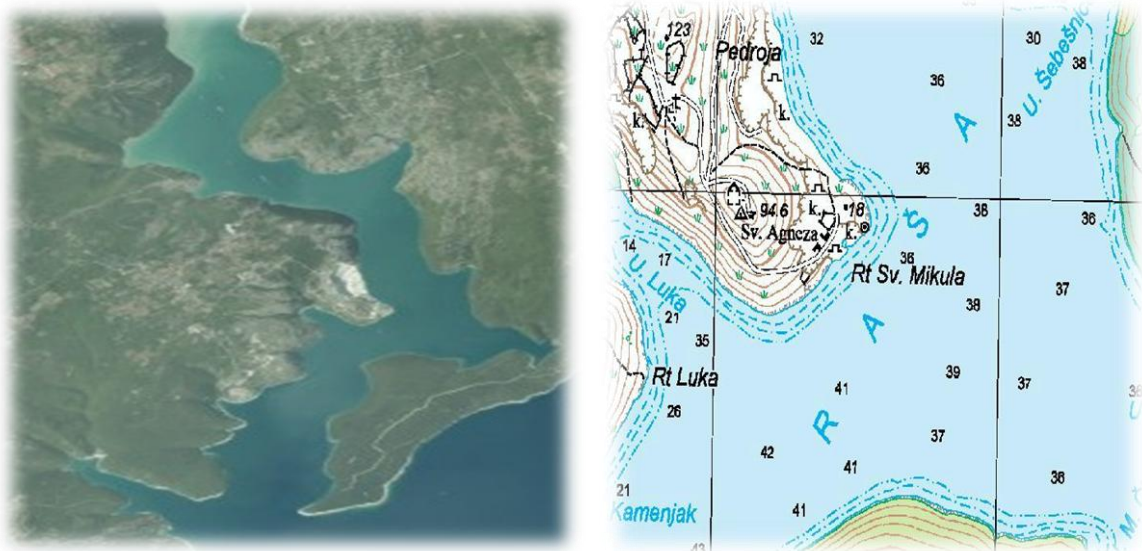 123
Pedroja
k.
k.
32
30
36
38
U. Šebešnic
38
36
RAŠA
94.6
k.
18
k.
Sv. Agneza
36
38
36
Rt Sv. Mikula
14
17
U. Luka
21
35
38
37
Rt Luka
26
41
39
37
42
37
41
38
21
Kamenjak
41